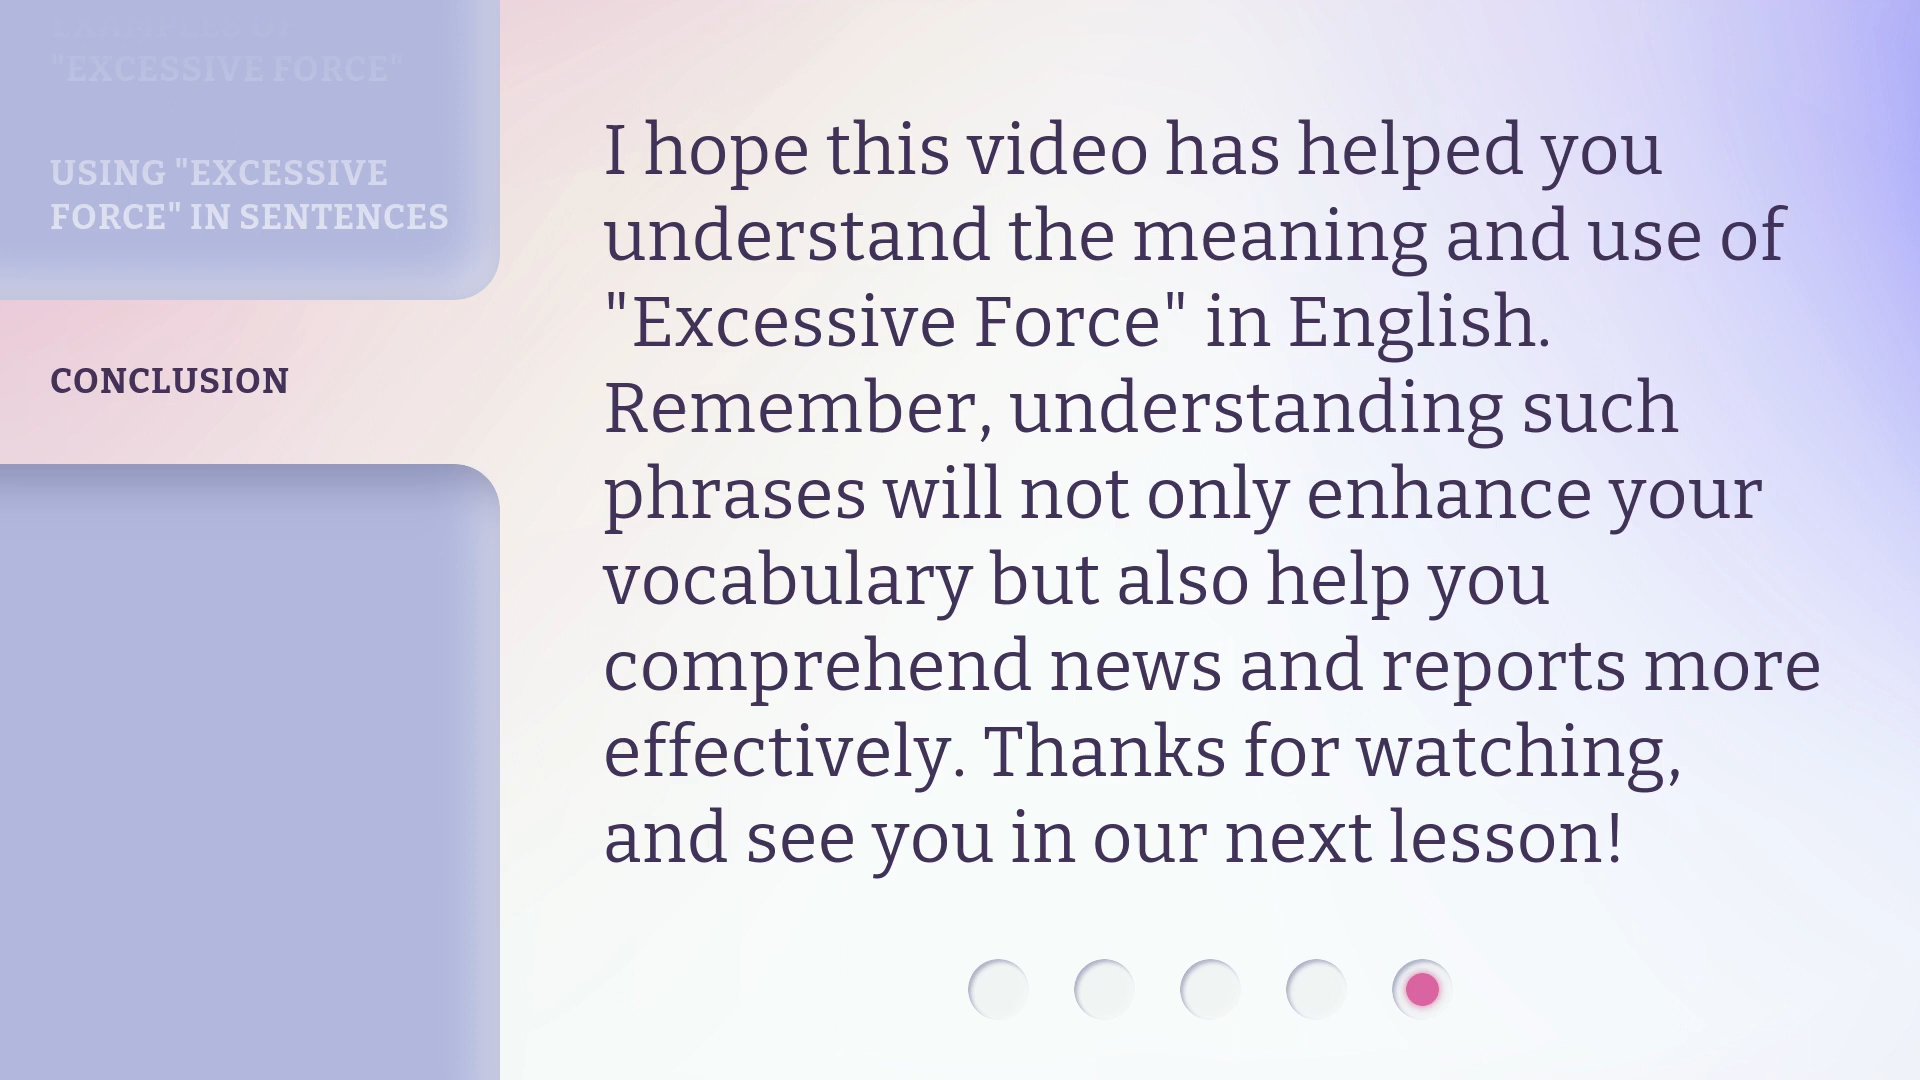 "EXCESSIVE FORCE"
USING "EXCESSIVE
FORCE" IN SENTENCES
CONCLUSION
I hope this video has helped you
understand the meaning and use of
"Excessive Force" in English.
Remember, understanding such
phrases will not only enhance your
vocabulary but also help you
comprehend news and reports more
effectively. Thanks for watching,
and see you in our next lesson!